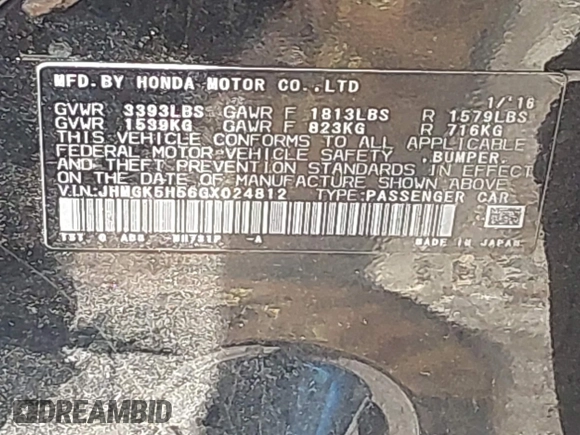 MFD.BY HONDA MOTOR CO.,LTD
1/'16
GVWR 3393LBS GAWR F 1813LBS R 1579LBS
GVWR 1539KG GAWR F 823KG R 716KG
THIS VEHICLE CONFORMS TO ALL APPLICABLE
FEDERAL MOTOR VEHICLE SAFETY ,BUMPER,
AND THEFT PREVENTION STANDARDS IN EFFECT
ON THE DATE OF MANUFACTURE SHOWN ABOVE.
V.I.N.:JHMGK5H56GX024812 TYPE:PASSENGER CAR
-A
MADE IN JAPAN
DREAMBID